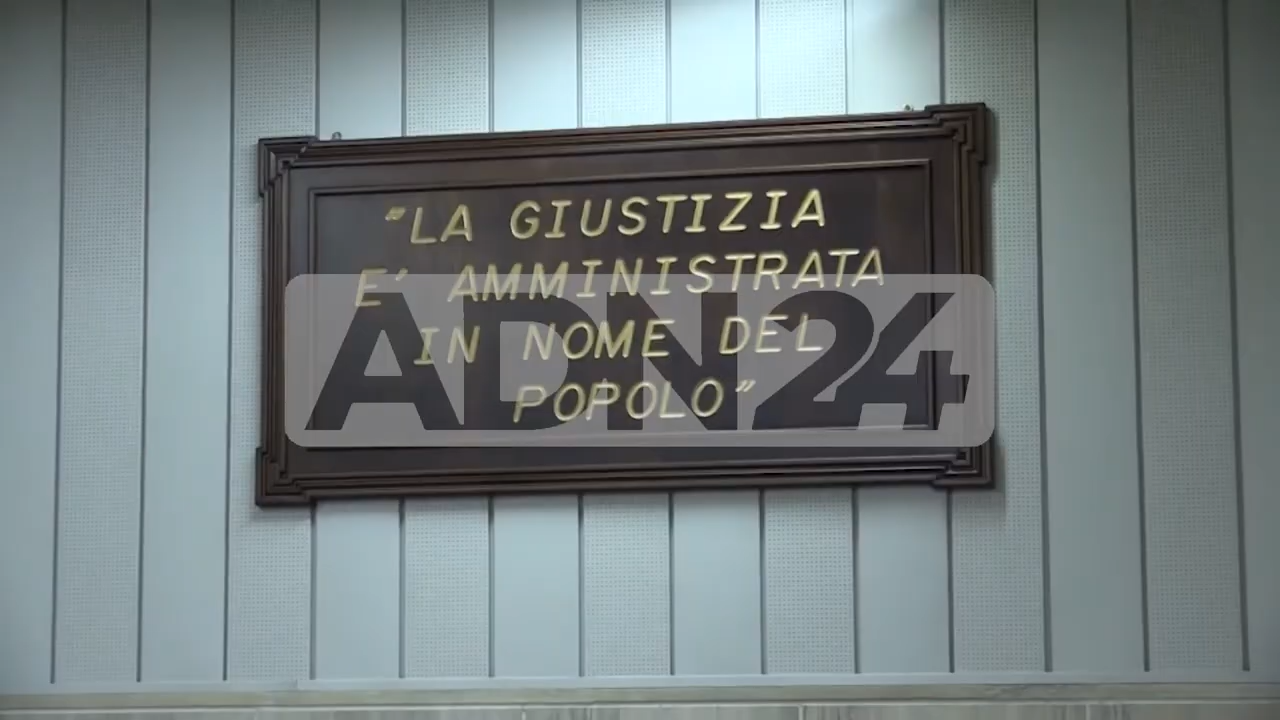 "LA GIUSTIZIA
E' AMMINISTRATA
IN NOME DEL
POPOLO"
ADN24